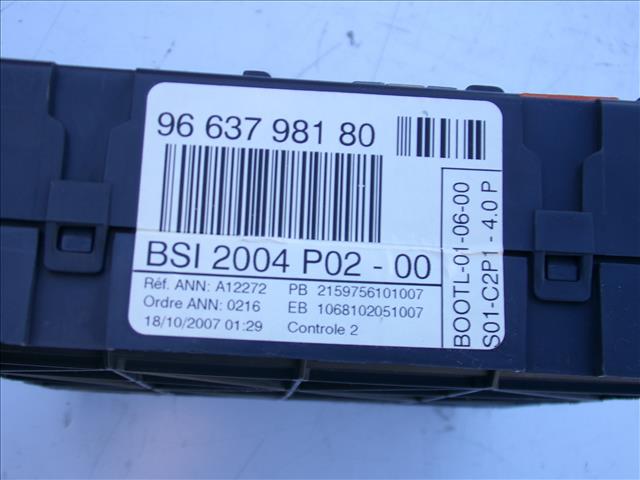 96 637 981 80
BSI 2004 P02 - 00
Réf. ANN: A12272 PB 2159756101007
Ordre ANN: 0216 EB 1068102051007
18/10/2007 01:29 Controle 2
BOOTL-01-06-00
S01-C2P1 - 4.0 P